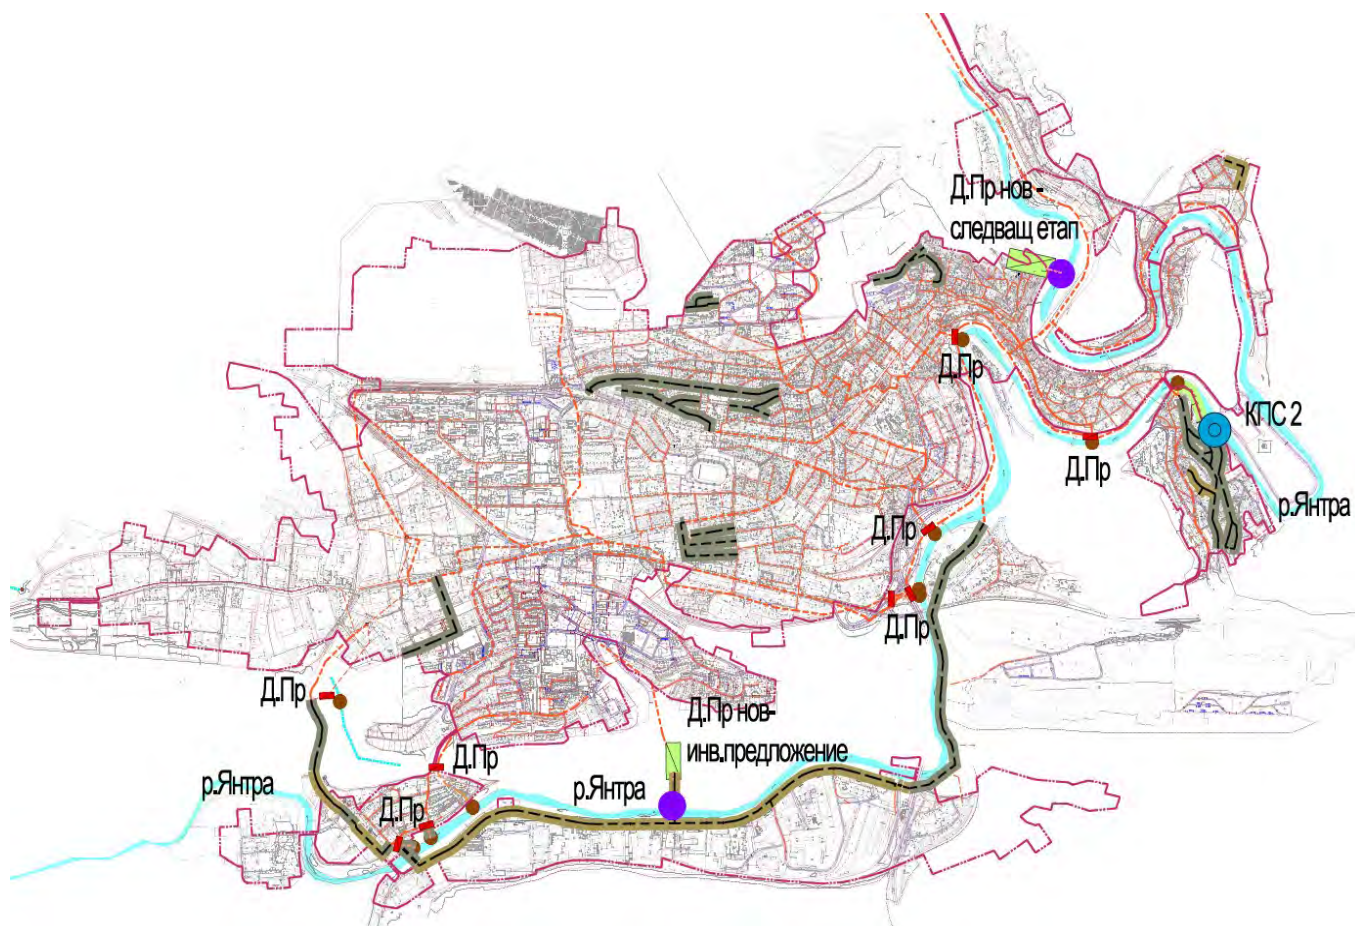 Д.Пр нов -
следващ етап
Д.Пр
КПС 2
Д.Пр
р.Янтра
Д.Пр
Д.Пр
Д.Пр
Д.Пр нов-
инв.предложение
Д.Пр
р.Янтра
р.Янтра
Д.Пр